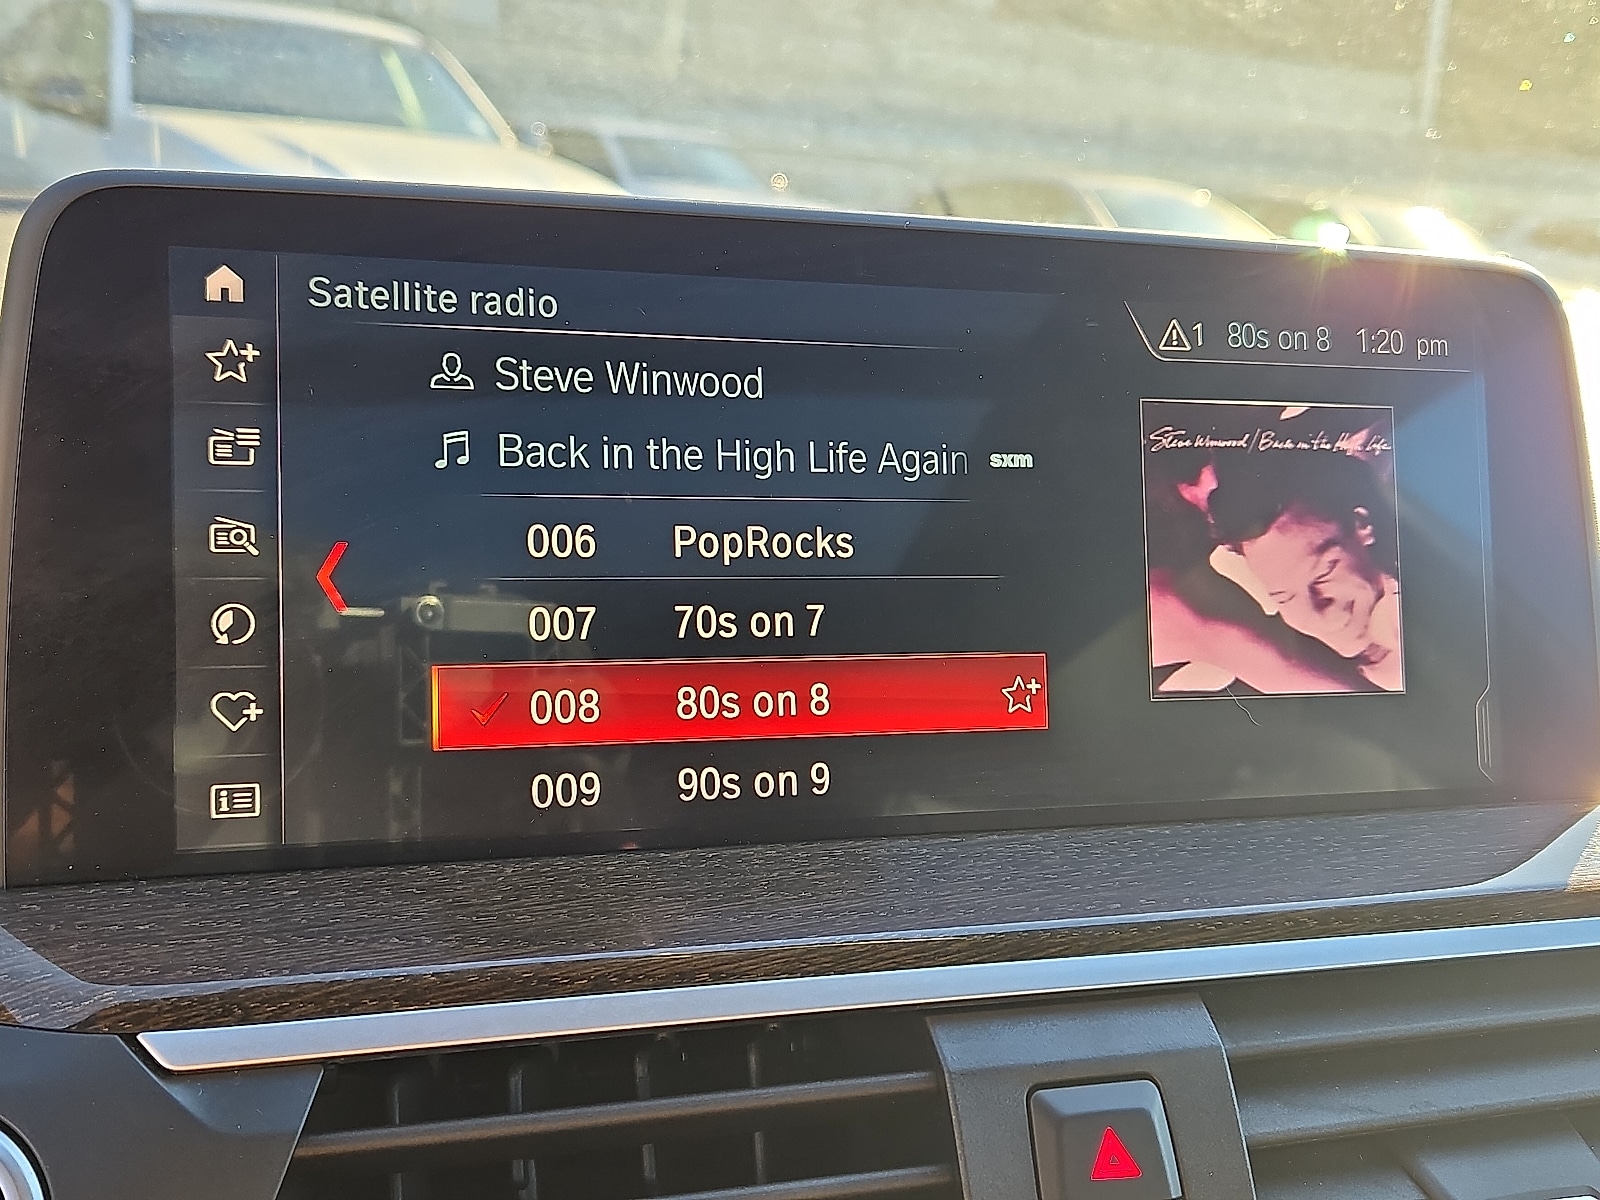 Satellite radio
1 80s on 8 1:20 pm
Steve Winwood
Back in the High Life Again sxm
Steve Winwood / Back in the High Life
006 PopRocks
007 70s on 7
008 80s on 8
009 90s on 9